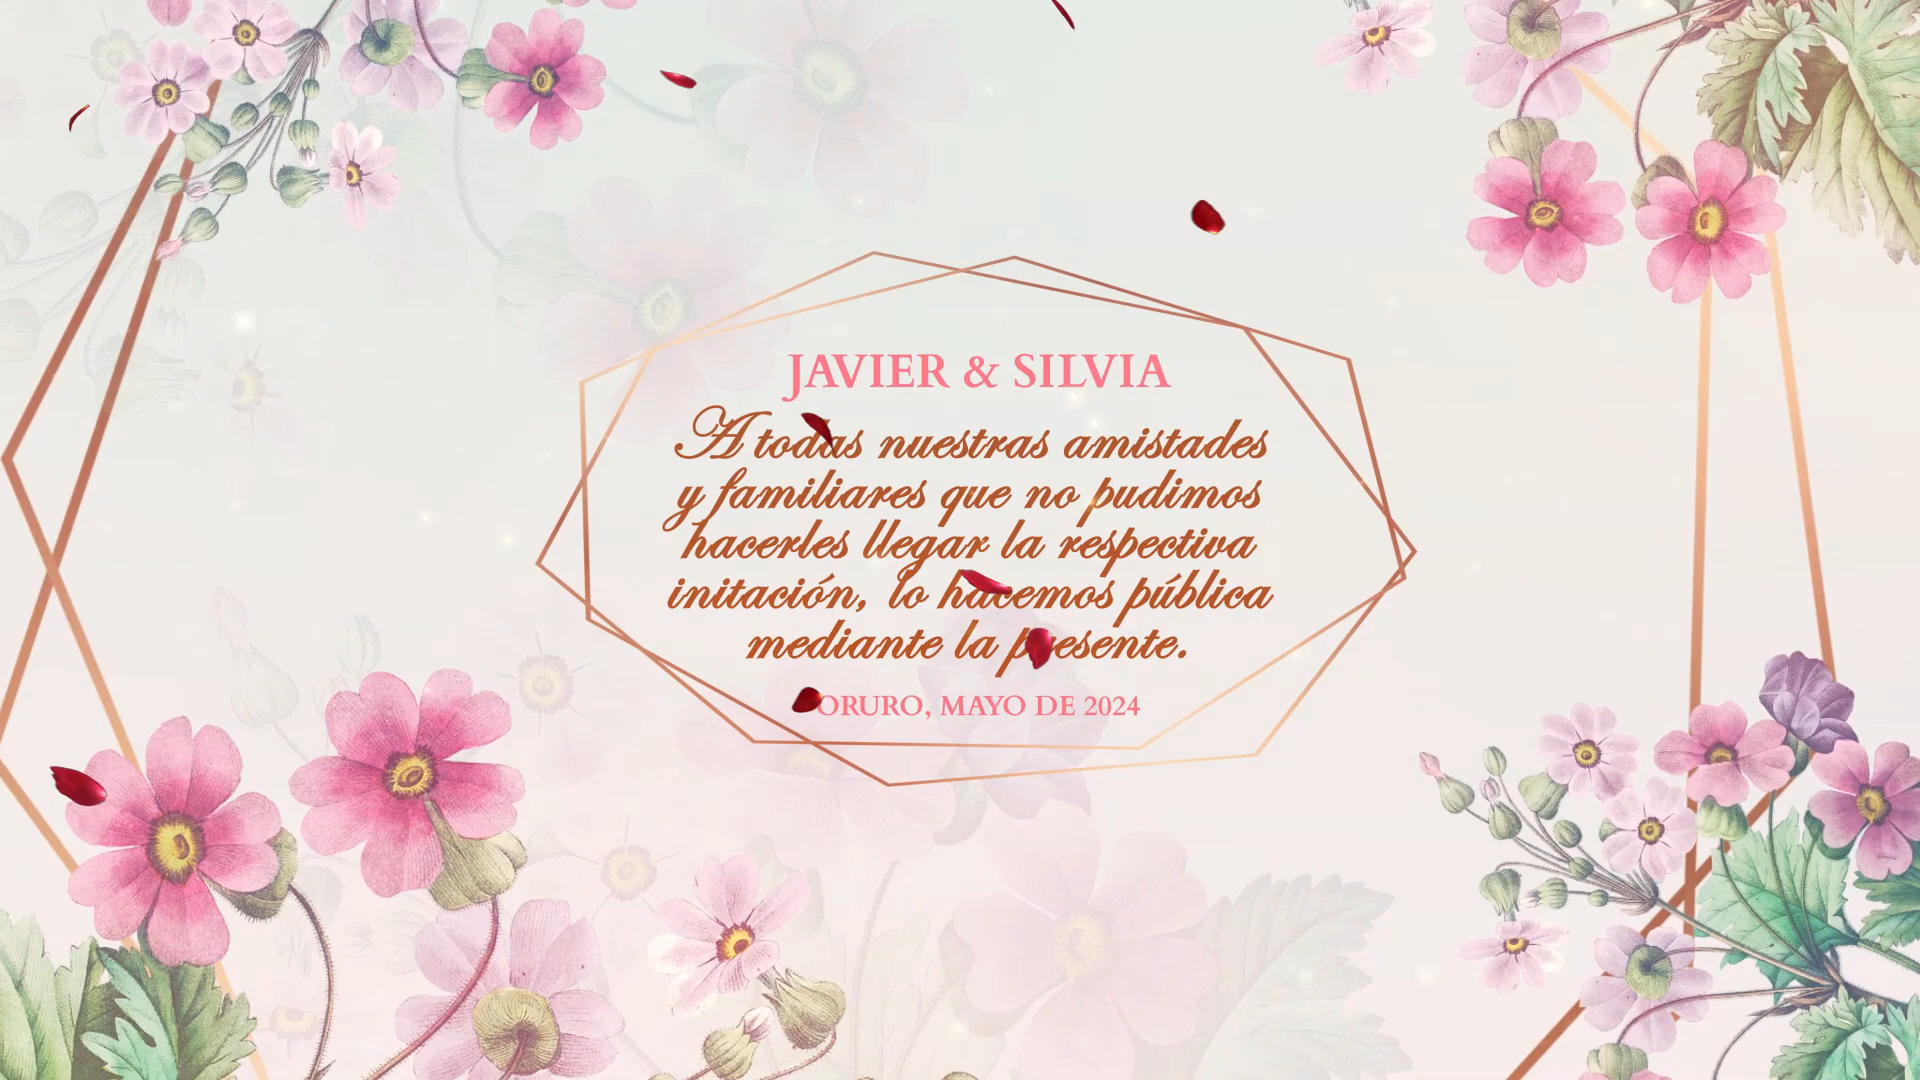 JAVIER & SILVIA
A todas nuestras amistades
y familiares que no pudimos
hacerles llegar la respectiva
initación, lo hacemos pública
mediante la presente.
ORURO, MAYO DE 2024